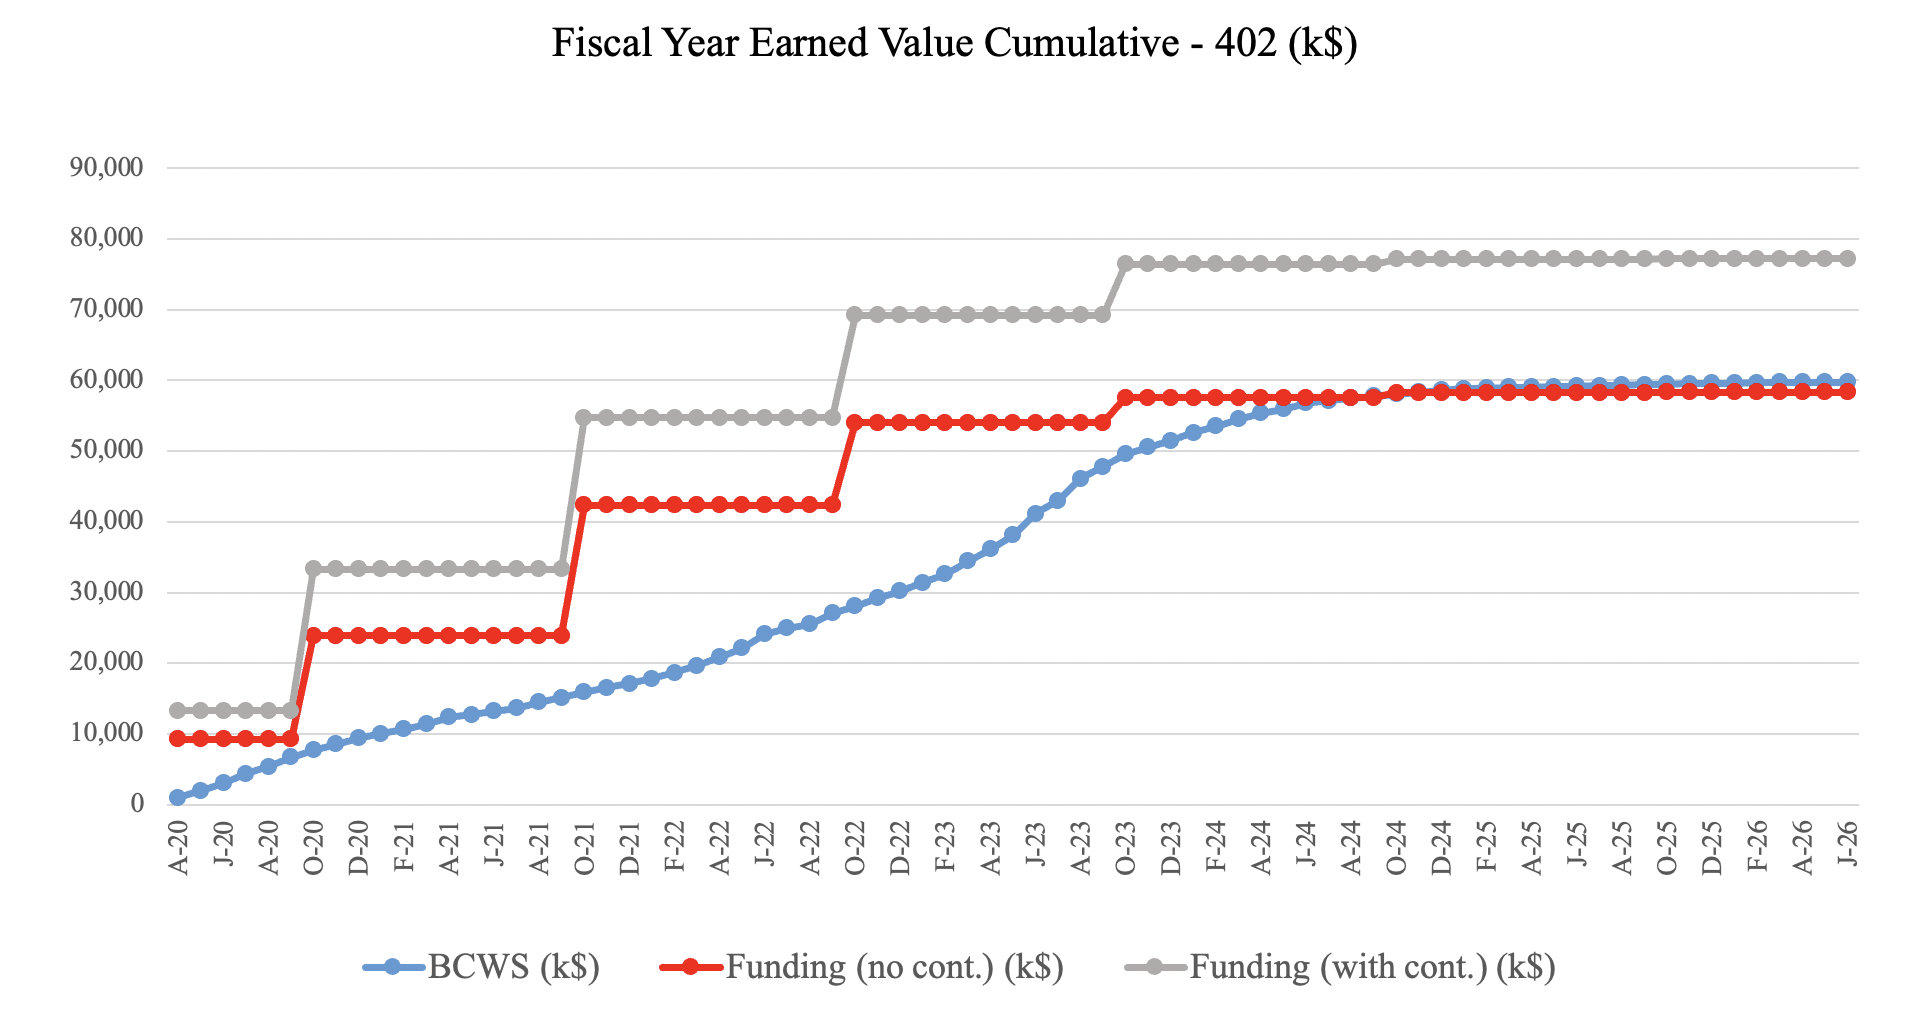 Fiscal Year Earned Value Cumulative - 402 (k$)
90,000
80,000
70,000
60,000
50,000
40,000
30,000
20,000
10,000
0
A-20
J-20
A-20
O-20
D-20
F-21
A-21
J-21
A-21
O-21
D-21
F-22
A-22
J-22
A-22
O-22
D-22
F-23
A-23
J-23
A-23
O-23
D-23
F-24
A-24
J-24
A-24
O-24
D-24
F-25
A-25
J-25
A-25
O-25
D-25
F-26
A-26
J-26
BCWS (k$)
Funding (no cont.) (k$)
Funding (with cont.) (k$)